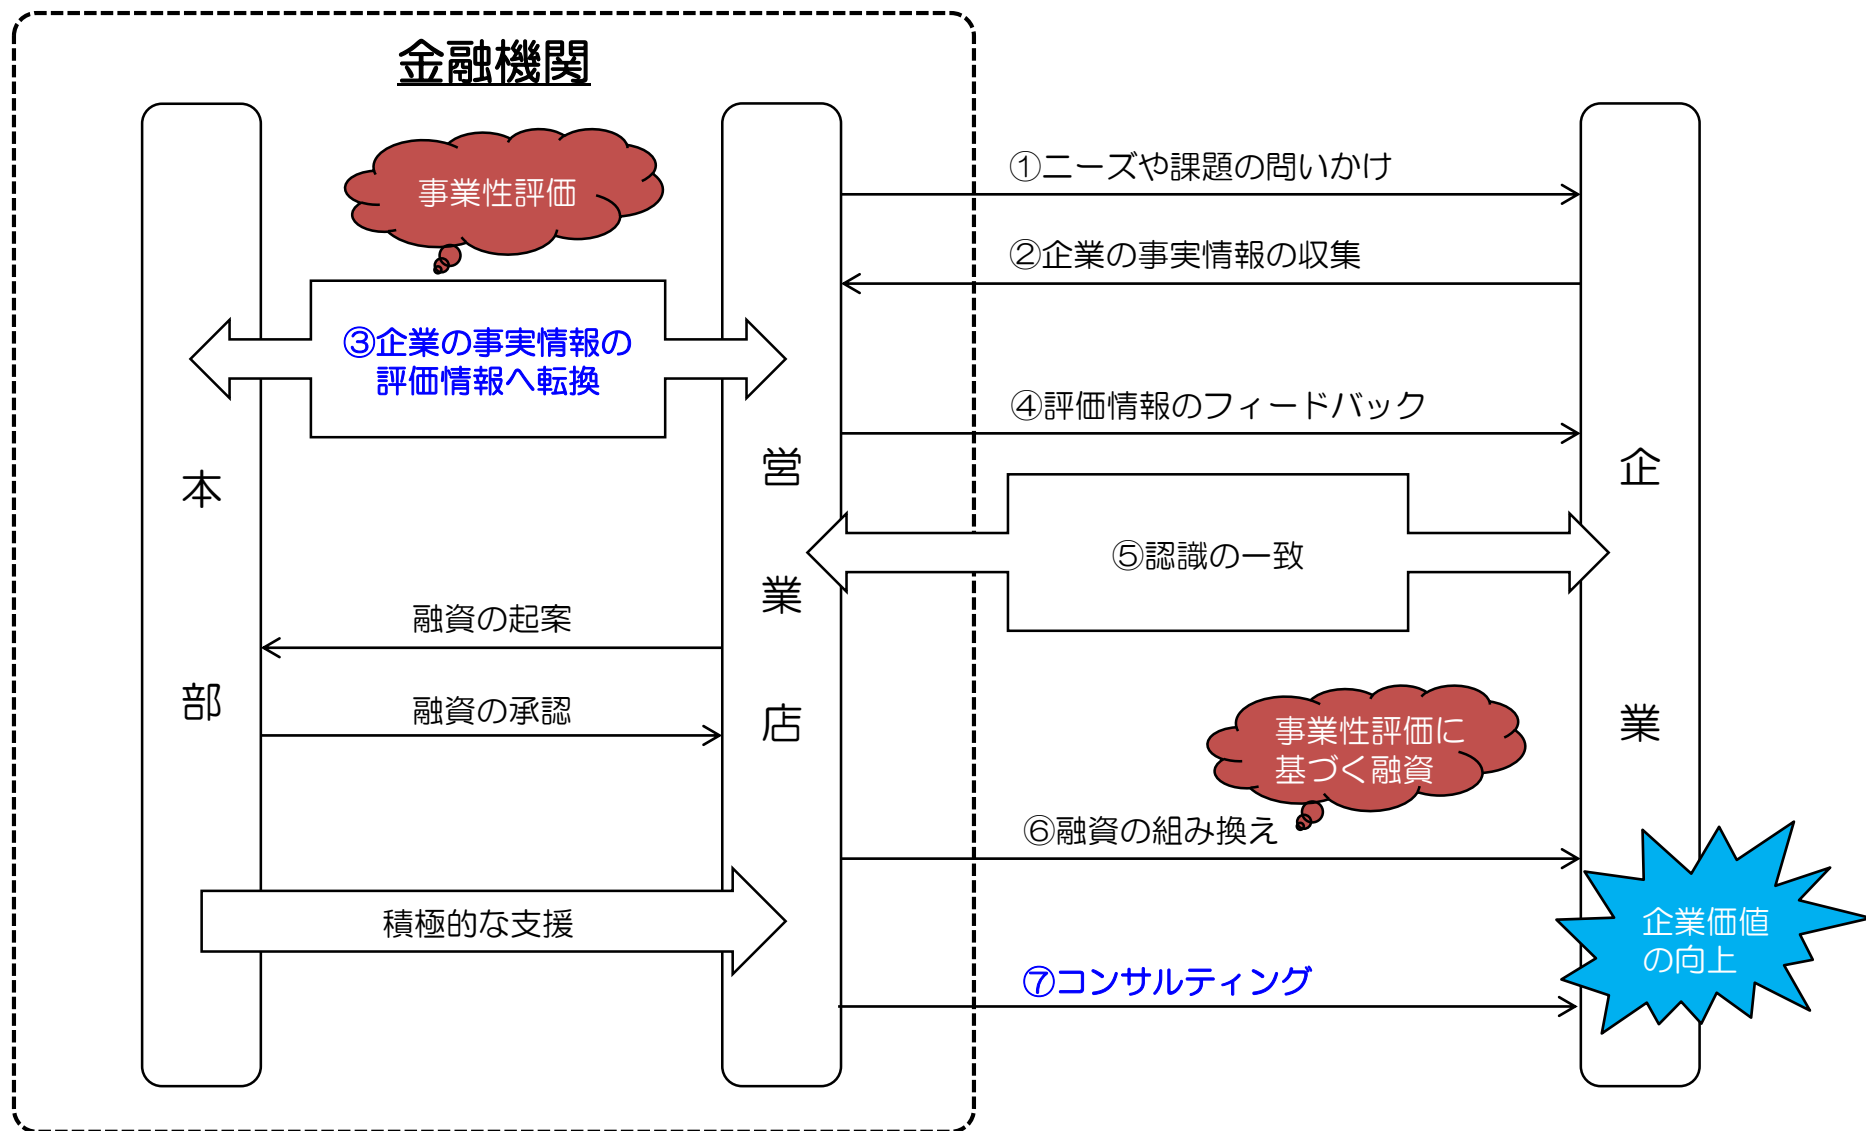 金融機関
事業性評価
①ニーズや課題の問いかけ
②企業の事実情報の収集
③企業の事実情報の
評価情報へ転換
④評価情報のフィードバック
本部
営業店
企業
⑤認識の一致
融資の起案
融資の承認
事業性評価に
基づく融資
⑥融資の組み換え
積極的な支援
企業価値
の向上
⑦コンサルティング